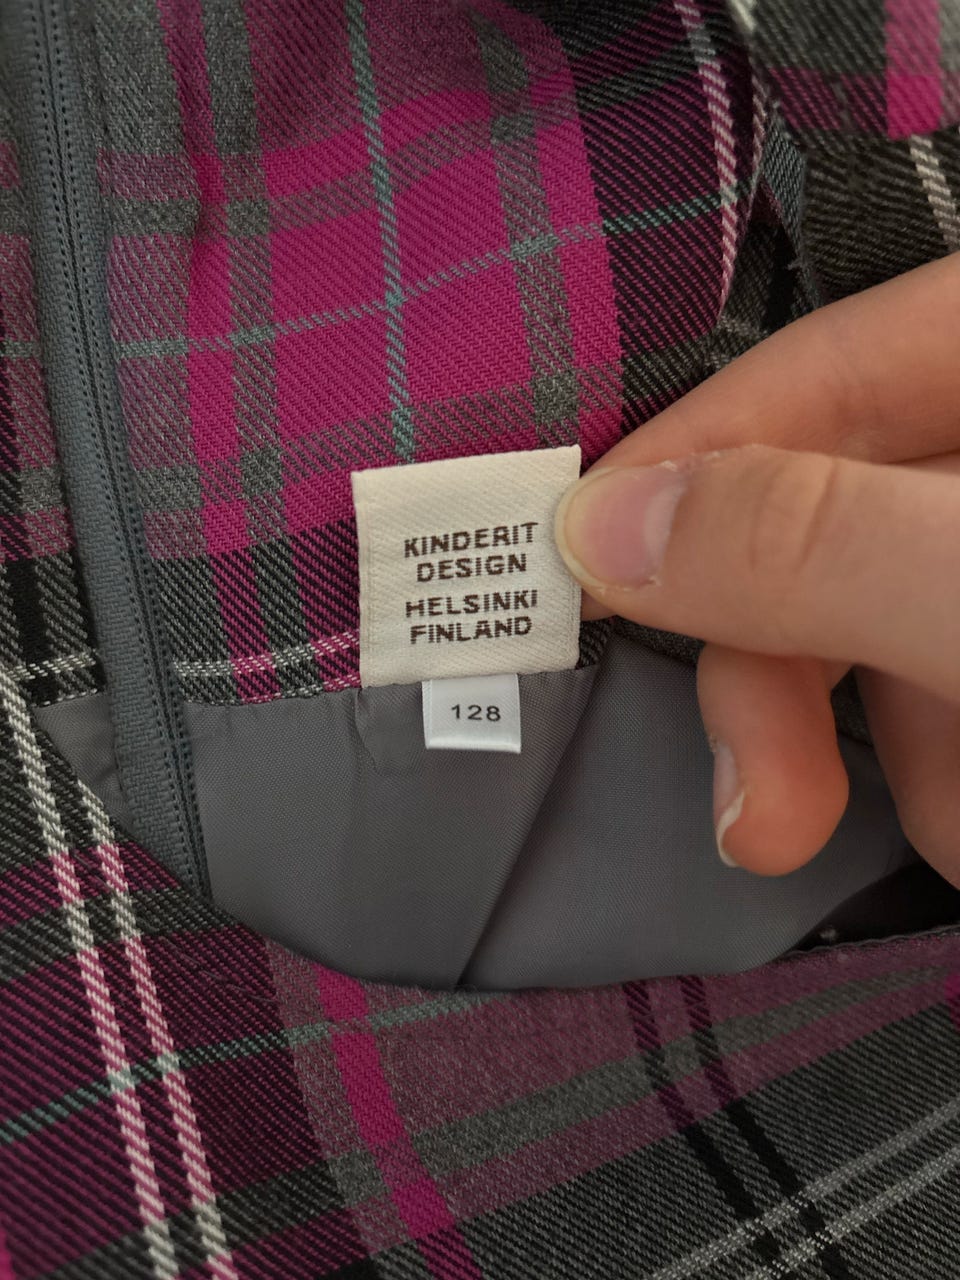 KINDERIT
DESIGN
HELSINKI
FINLAND
128